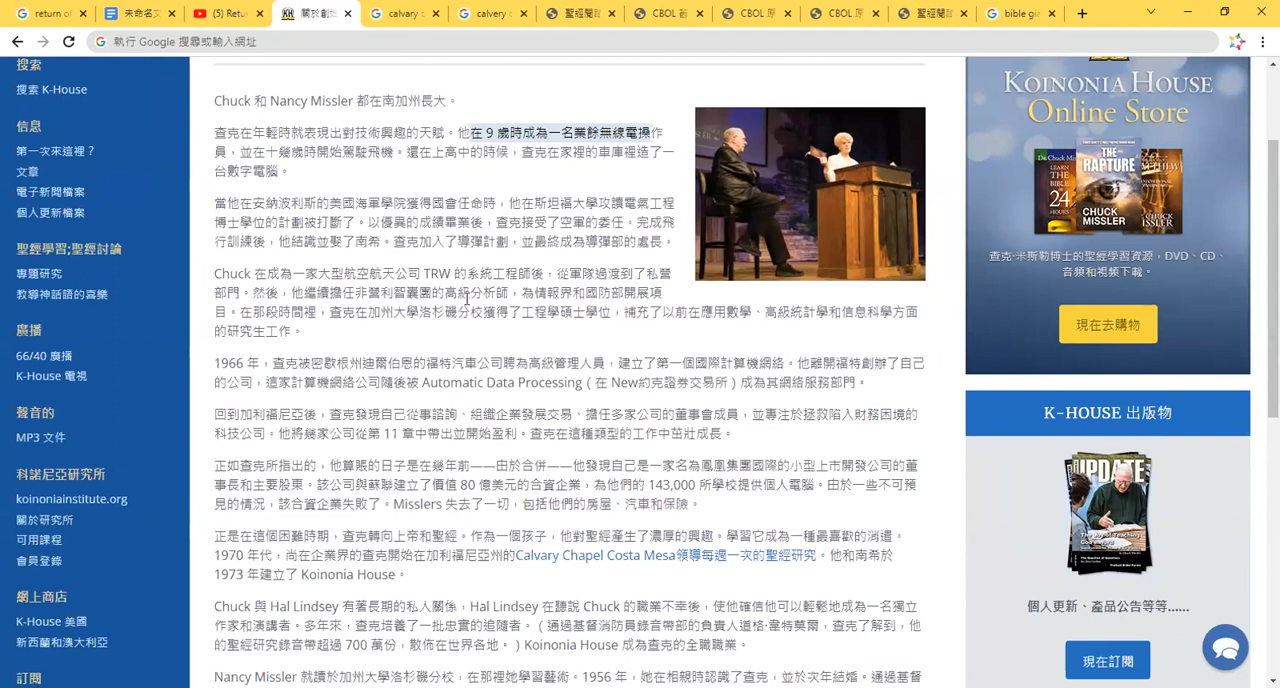 return of
未命名文
(5) Retur
關於創始
calvary c
calvery c
聖經閱讀
CBOL 舊
CBOL 原
CBOL 原
聖經閱讀
bible gi
執行 Google 搜尋或輸入網址
搜索
搜索 K-House
信息
第一次來這裡？
文章
電子新聞檔案
個人更新檔案
聖經學習;聖經討論
專題研究
教導神話語的喜樂
廣播
66/40 廣播
K-House 電視
聲音的
MP3 文件
科諾尼亞研究所
koinoniainstitute.org
關於研究所
可用課程
會員登錄
網上商店
K-House 美國
新西蘭和澳大利亞
訂閱
Chuck 和 Nancy Missler 都在南加州長大。
查克在年輕時就表現出對技術興趣的天賦。他在 9 歲時成為一名業餘無線電操作
員，並在十幾歲時開始駕駛飛機。還在上高中的時候，查克在家裡的車庫裡造了一
台數字電腦。
當他在安納波利斯的美國海軍學院獲得國會任命時，他在斯坦福大學攻讀電氣工程
博士學位的計劃被打斷了。以優異的成績畢業後，查克接受了空軍的委任。完成飛
行訓練後，他結識並娶了南希。查克加入了導彈計劃，並最終成為導彈部的處長。
Chuck 在成為一家大型航空航天公司 TRW 的系統工程師後，從軍隊過渡到了私營
部門。然後，他繼續擔任非營利智囊團的高級分析師，為情報界和國防部開展項
目。在那段時間裡，查克在加州大學洛杉磯分校獲得了工程學碩士學位，補充了以前在應用數學、高級統計學和信息科學方面
的研究生工作。
1966 年，查克被密歇根州迪爾伯恩的福特汽車公司聘為高級管理人員，建立了第一個國際計算機網絡。他離開福特創辦了自己
的公司，這家計算機網絡公司隨後被 Automatic Data Processing（在 New約克證券交易所）成為其網絡服務部門。
回到加利福尼亞後，查克發現自己從事諮詢、組織企業發展交易、擔任多家公司的董事會成員，並專注於拯救陷入財務困境的
科技公司。他將幾家公司從第 11 章中帶出並開始盈利。查克在這種類型的工作中茁壯成長。
正如查克所指出的，他算賬的日子是在幾年前——由於合併——他發現自己是一家名為鳳凰集團國際的小型上市開發公司的董
事長和主要股東。該公司與蘇聯建立了價值 80 億美元的合資企業，為他們的 143,000 所學校提供個人電腦。由於一些不可預
見的情況，該合資企業失敗了。Misslers 失去了一切，包括他們的房屋、汽車和保險。
正是在這個困難時期，查克轉向上帝和聖經。作為一個孩子，他對聖經產生了濃厚的興趣。學習它成為一種最喜歡的消遣。
1970 年代，尚在企業界的查克開始在加利福尼亞州的Calvary Chapel Costa Mesa領導每週一次的聖經研究。他和南希於
1973 年建立了 Koinonia House。
Chuck 與 Hal Lindsey 有著長期的私人關係，Hal Lindsey 在聽說 Chuck 的職業不幸後，使他確信他可以輕鬆地成為一名獨立
作家和演講者。多年來，查克培養了一批忠實的追隨者。（通過基督消防員錄音帶部的負責人道格·韋特莫爾，查克了解到，他
的聖經研究錄音帶超過 700 萬份，散佈在世界各地。）Koinonia House 成為查克的全職職業。
Nancy Missler 就讀於加州大學洛杉磯分校，在那裡她學習藝術。1956 年，她在相親時認識了查克，並於次年結婚。通過基督
KOINONIA HOUSE
Online Store
Dr. Chuck Missler
LEARN THE
BIBLE
24
HOURS
THE RAPTURE
CHUCK MISSLER
查克·米斯勒博士的聖經學習資源，DVD、CD、
音頻和視頻下載。
現在去購物
K-HOUSE 出版物
UPDATE
個人更新、產品公告等等......
現在訂閱